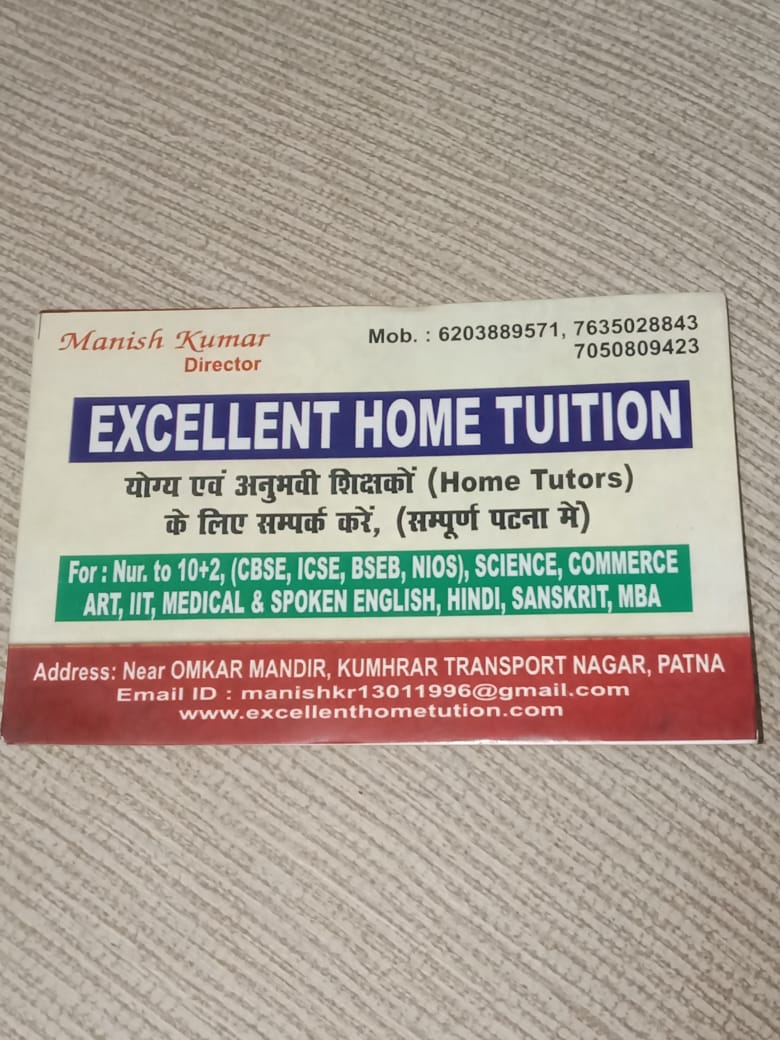 Manish Kumar
Director
Mob. : 6203889571, 7635028843
7050809423
EXCELLENT HOME TUITION
योग्य एवं अनुभवी शिक्षकों (Home Tutors)
के लिए सम्पर्क करें, (सम्पूर्ण पटना में)
For : Nur. to 10+2, (CBSE, ICSE, BSEB, NIOS), SCIENCE, COMMERCE
ART, IIT, MEDICAL & SPOKEN ENGLISH, HINDI, SANSKRIT, MBA
Address: Near OMKAR MANDIR, KUMHRAR TRANSPORT NAGAR, PATNA
Email ID : manishkr13011996@gmail.com
www.excellenthometution.com